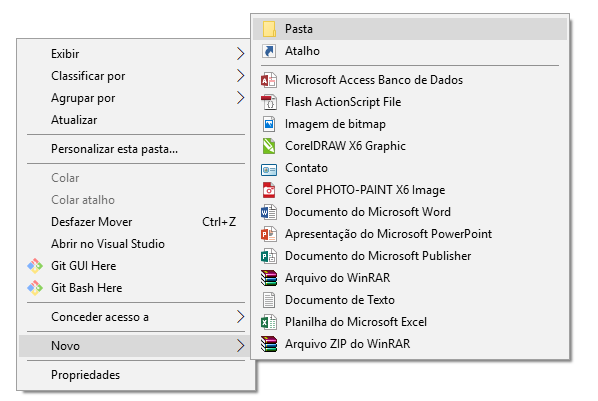 Exibir
Classificar por
Agrupar por
Atualizar
Personalizar esta pasta...
Colar
Colar atalho
Desfazer Mover Ctrl+Z
Abrir no Visual Studio
Git GUI Here
Git Bash Here
Conceder acesso a
Novo
Propriedades
Pasta
Atalho
Microsoft Access Banco de Dados
Flash ActionScript File
Imagem de bitmap
CorelDRAW X6 Graphic
Contato
Corel PHOTO-PAINT X6 Image
Documento do Microsoft Word
Apresentação do Microsoft PowerPoint
Documento do Microsoft Publisher
Arquivo do WinRAR
Documento de Texto
Planilha do Microsoft Excel
Arquivo ZIP do WinRAR